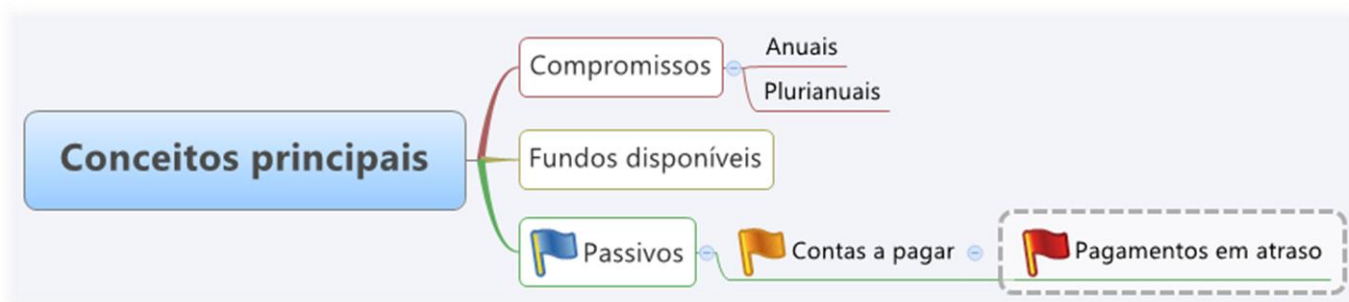 Conceitos principais
Compromissos
Anuais
Plurianuais
Fundos disponíveis
Passivos
Contas a pagar
Pagamentos em atraso